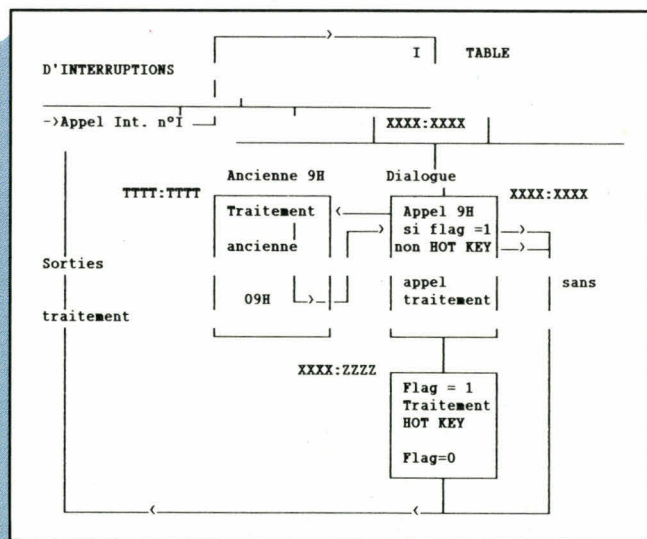 I TABLE
D'INTERRUPTIONS
->Appel Int. n°I
XXXX:XXXX
Ancienne 9H Dialogue
TTTT:TTTT XXXX:XXXX
Traitement Appel 9H
ancienne si flag =1
non HOT KEY
Sorties
appel sans
09H traitement
traitement
XXXX:ZZZZ
Flag = 1
Traitement
HOT KEY
Flag=0